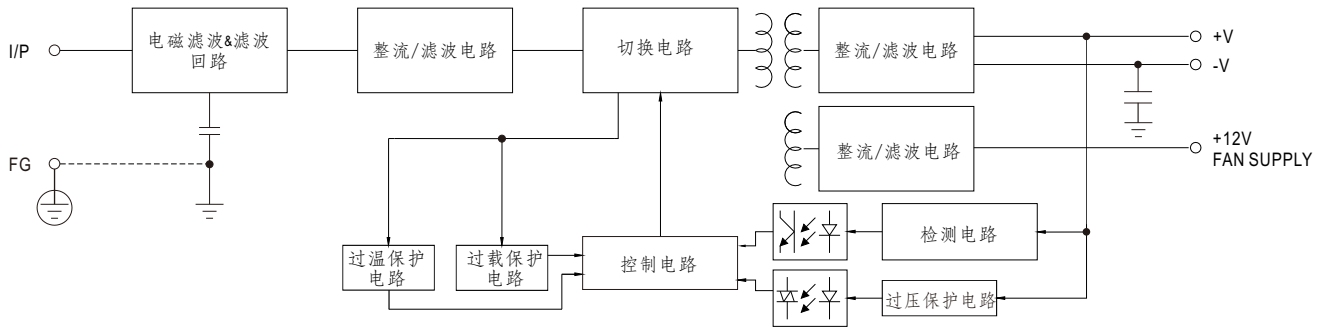 I/P
电磁滤波&滤波
回路
整流/滤波电路
切换电路
整流/滤波电路
+V
-V
整流/滤波电路
+12V
FAN SUPPLY
FG
过温保护
电路
过载保护
电路
控制电路
检测电路
过压保护电路